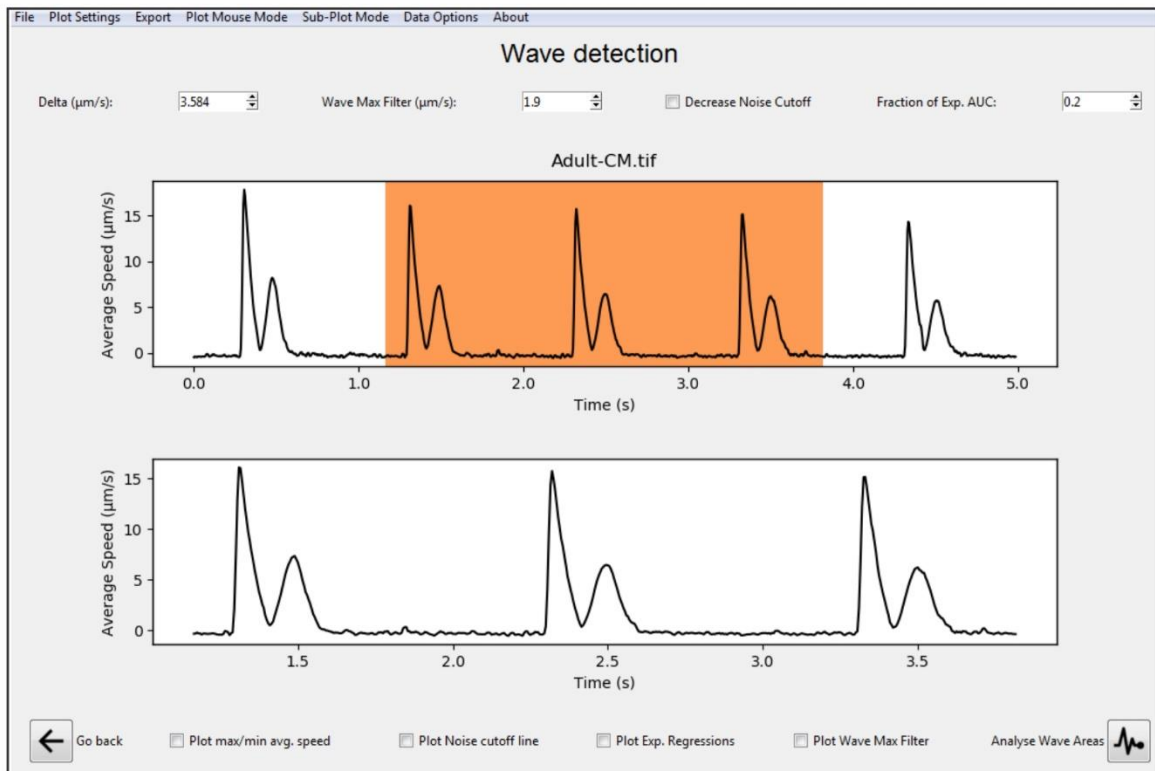 File Plot Settings Export Plot Mouse Mode Sub-Plot Mode Data Options About
Wave detection
Delta (µm/s): 3.584 Wave Max Filter (µm/s): 1.9 Decrease Noise Cutoff Fraction of Exp. AUC: 0.2
Adult-CM.tif
Average Speed (µm/s)
15
10
5
0
0.0 1.0 2.0 3.0 4.0 5.0
Time (s)
Average Speed (µm/s)
15
10
5
0
1.5 2.0 2.5 3.0 3.5
Time (s)
Go back Plot max/min avg. speed Plot Noise cutoff line Plot Exp. Regressions Plot Wave Max Filter Analyse Wave Areas